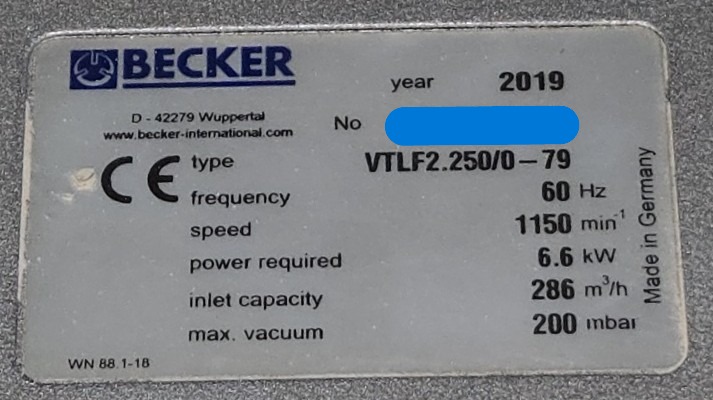 BECKER
year 2019
D - 42279 Wuppertal
www.becker-international.com
No
CE
type VTLF2.250/0-79
frequency 60 Hz
speed 1150 min⁻¹
power required 6.6 kW
inlet capacity 286 m³/h
max. vacuum 200 mbar
WN 88.1-18
Made in Germany